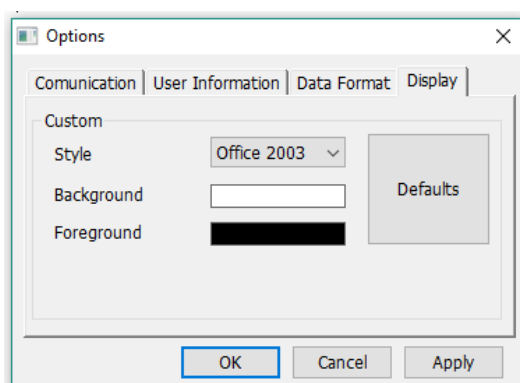 Options
Comunication User Information Data Format Display
Custom
Style Office 2003
Background
Defaults
Foreground
OK Cancel Apply